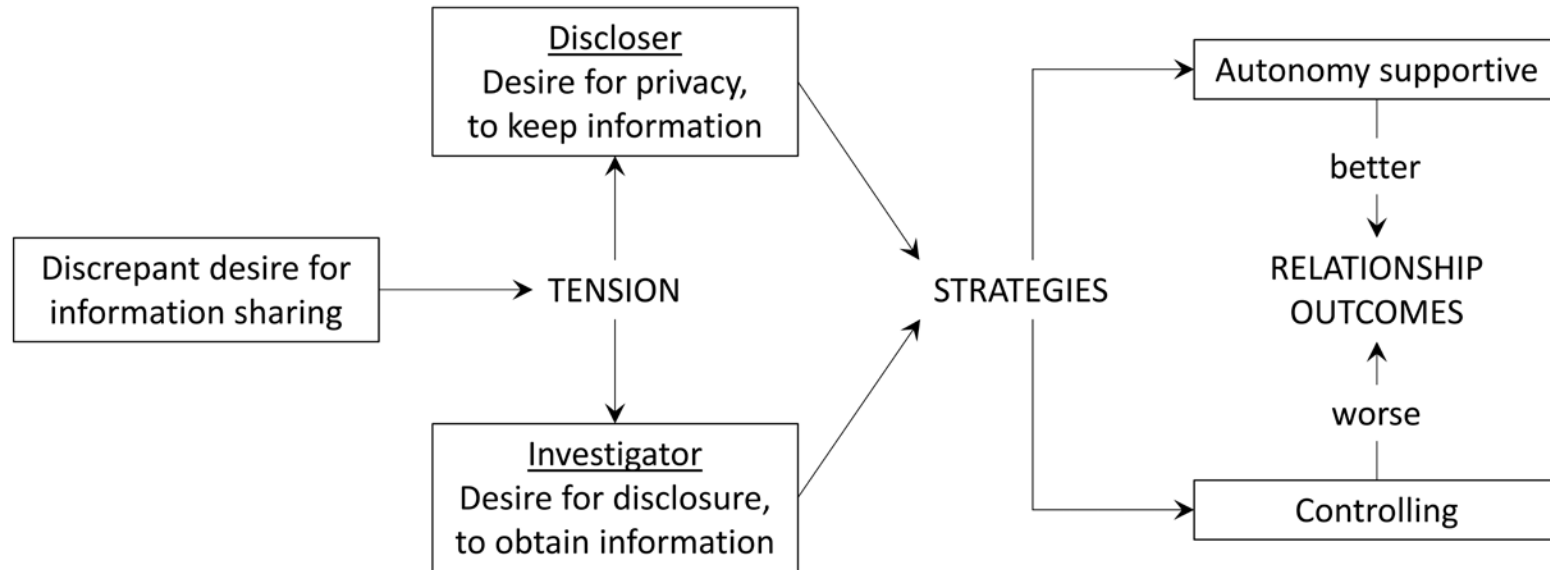 Discloser
Desire for privacy,
to keep information
Discrepant desire for
information sharing
TENSION
Investigator
Desire for disclosure,
to obtain information
STRATEGIES
Autonomy supportive
better
RELATIONSHIP
OUTCOMES
worse
Controlling